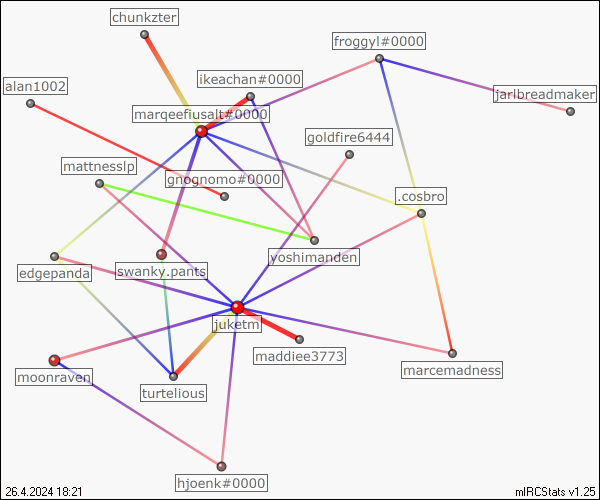 chunkzter
froggyl#0000
ikeachan#0000
alan1002
jarlbreadmaker
marqeefiusalt#0000
goldfire6444
mattnesslp
gnognomo#0000
.cosbro
yoshimanden
edgepanda
swanky.pants
juketm
maddiee3773
marcemadness
moonraven
turtelious
hjoenk#0000
26.4.2024 18:21
mIRCStats v1.25